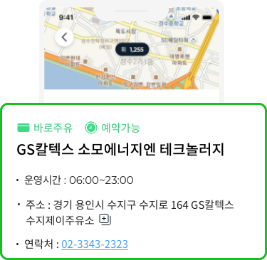 9:41
1,255
바로주유 예약가능
GS칼텍스 소모에너지엔 테크놀러지
· 운영시간 : 06:00~23:00
· 주소 : 경기 용인시 수지구 수지로 164 GS칼텍스
수지제이주유소
· 연락처 : 02-3343-2323